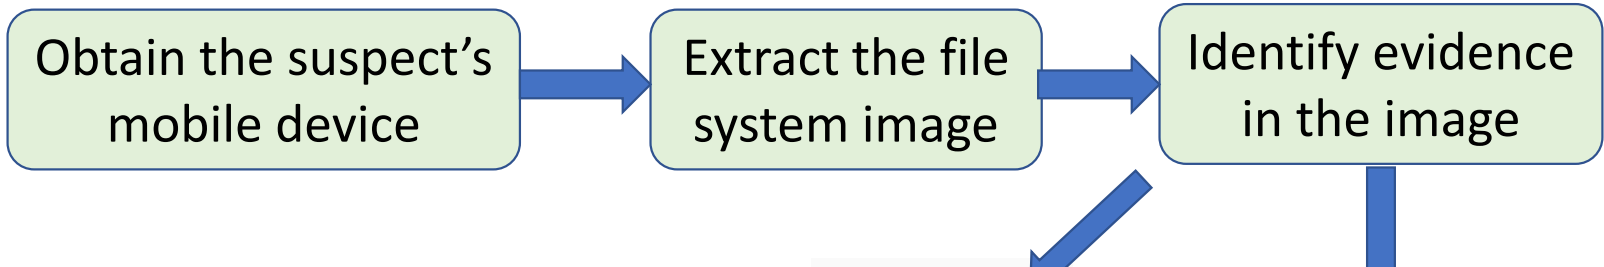 Obtain the suspect’s
mobile device
Extract the file
system image
Identify evidence
in the image